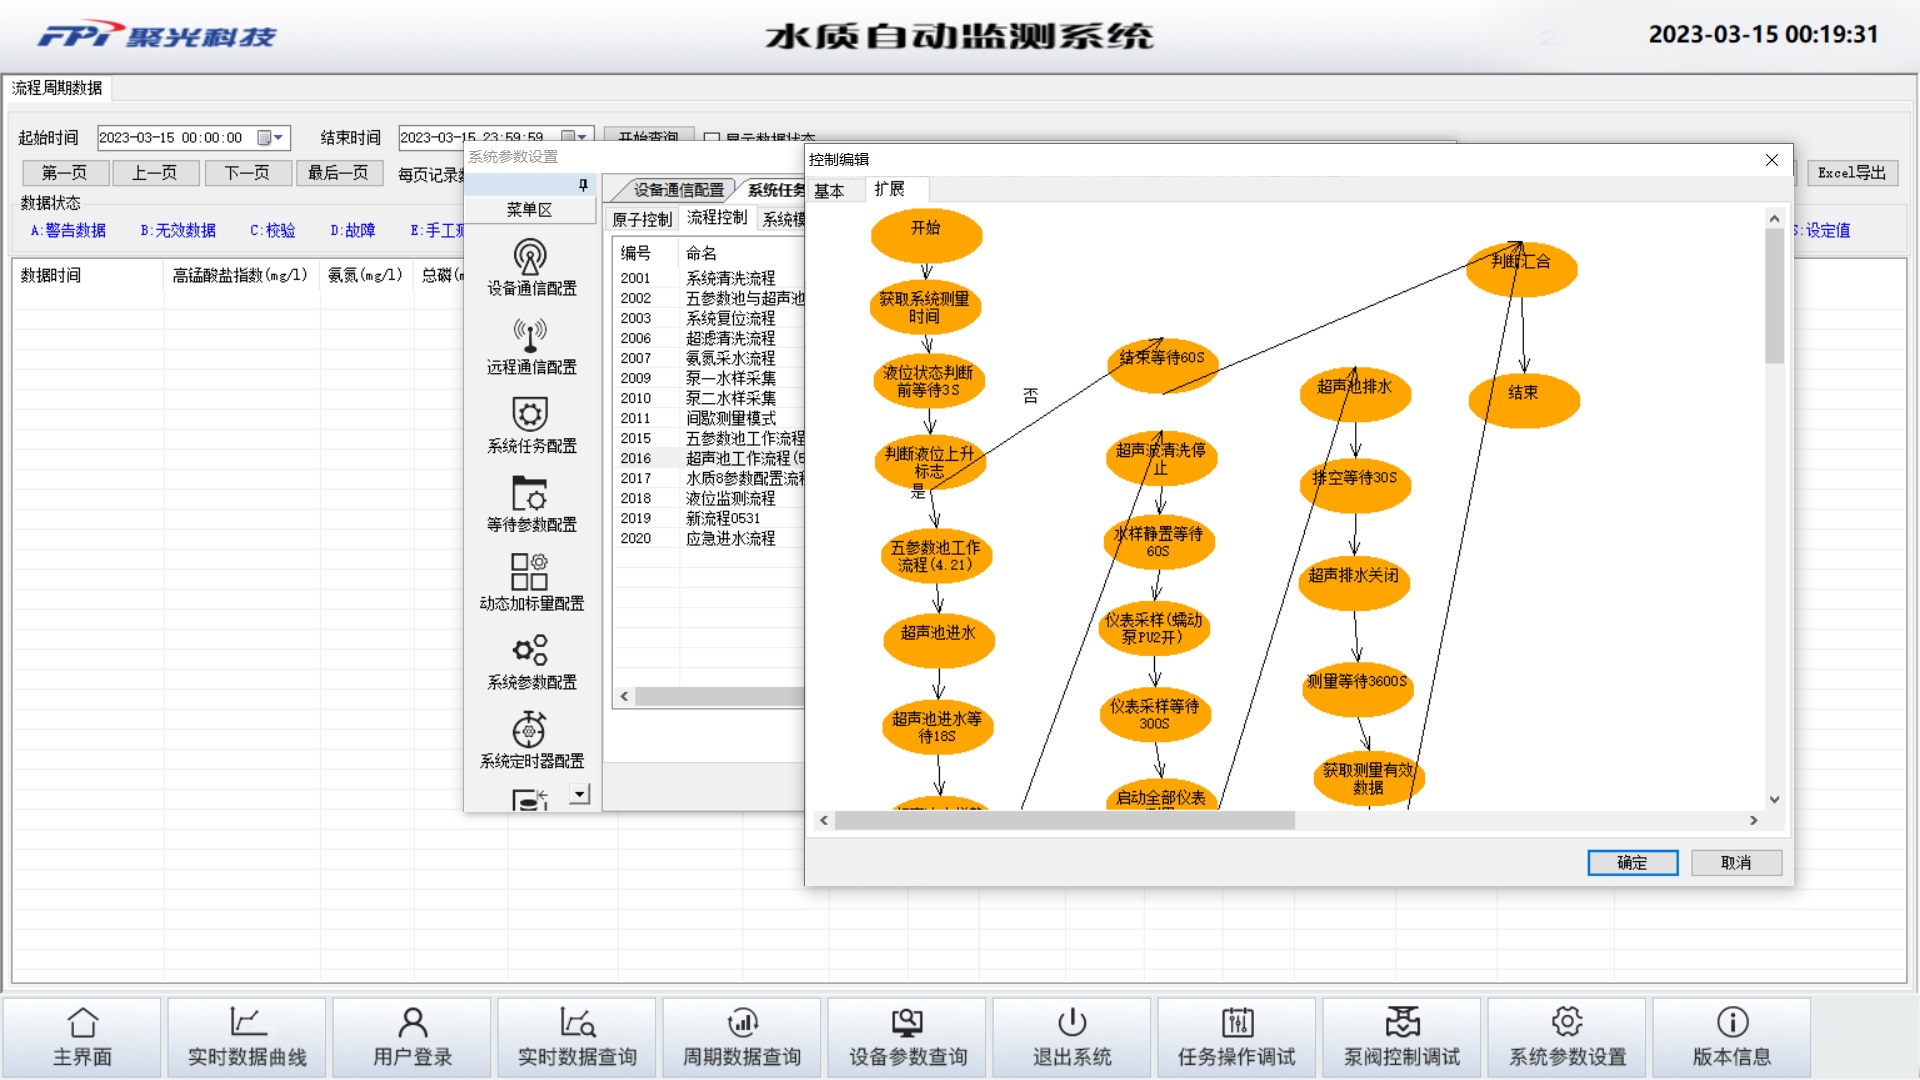 FPI 聚光科技
水质自动监测系统
2023-03-15 00:19:31
流程周期数据
起始时间
2023-03-15 00:00:00
结束时间
2023-03-15 23:59:59
开始查询
显示数据状态
第一页
上一页
下一页
最后一页
每页记录
Excel导出
数据状态
A:警告数据
B:无效数据
C:校验
D:故障
E:手工
S:设定值
数据时间
高锰酸盐指数(mg/l)
氨氮(mg/l)
总磷(m
系统参数设置
菜单区
设备通信配置
远程通信配置
系统任务配置
等待参数配置
动态加标量配置
系统参数配置
系统定时器配置
设备通信配置
系统任务
原子控制
流程控制
系统模
编号
命名
2001 系统清洗流程
2002 五参数池与超声池
2003 系统复位流程
2006 超滤清洗流程
2007 氨氮采水流程
2009 泵一水样采集
2010 泵二水样采集
2011 间歇测量模式
2015 五参数池工作流程
2016 超声池工作流程(5
2017 水质8参数配置流程
2018 液位监测流程
2019 新流程0531
2020 应急进水流程
控制编辑
基本
扩展
开始
获取系统测量
时间
液位状态判断
前等待3S
判断液位上升
标志
否
是
五参数池工作
流程(4.21)
超声池进水
超声池进水等
待18S
结束等待60S
超声波清洗停
止
水样静置等待
60S
仪表采样(蠕动
泵PU2开)
仪表采样等待
300S
启动全部仪表
超声池排水
排空等待30S
超声排水关闭
测量等待3600S
获取测量有效
数据
判断汇合
结束
确定
取消
主界面
实时数据曲线
用户登录
实时数据查询
周期数据查询
设备参数查询
退出系统
任务操作调试
泵阀控制调试
系统参数设置
版本信息